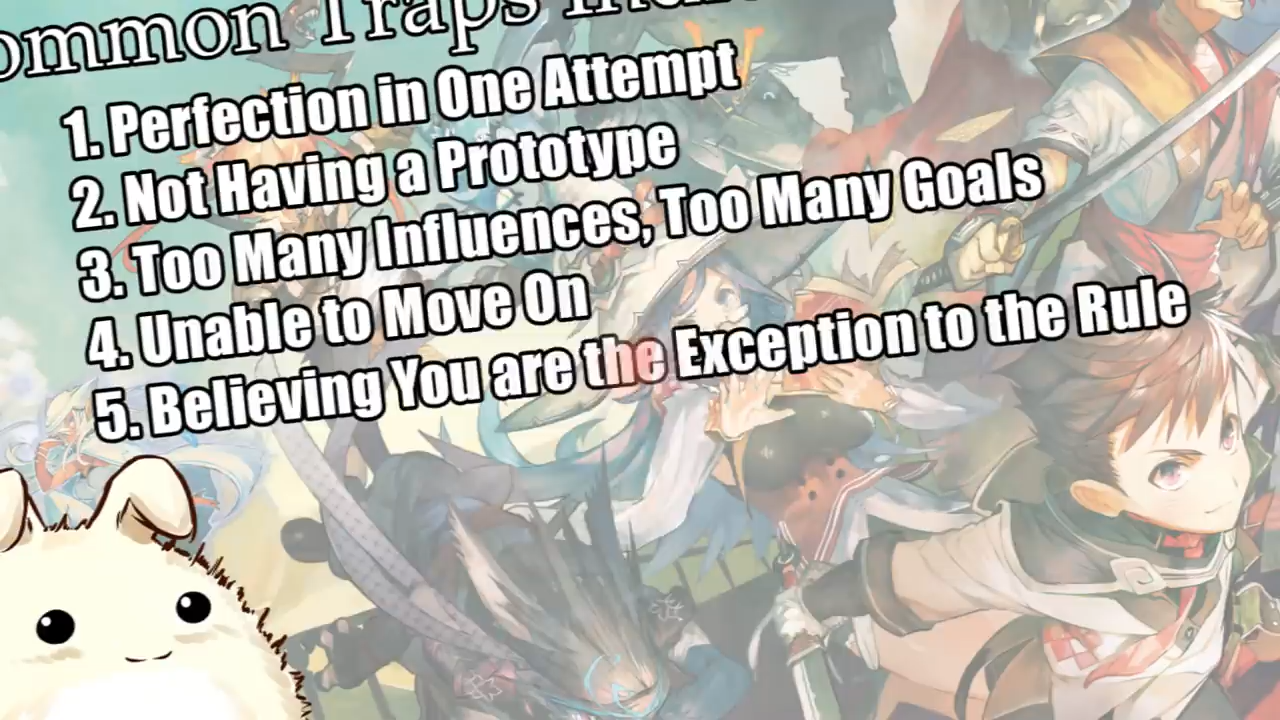 ommon Traps
1. Perfection in One Attempt
2. Not Having a Prototype
3. Too Many Influences, Too Many Goals
4. Unable to Move On
5. Believing You are the Exception to the Rule